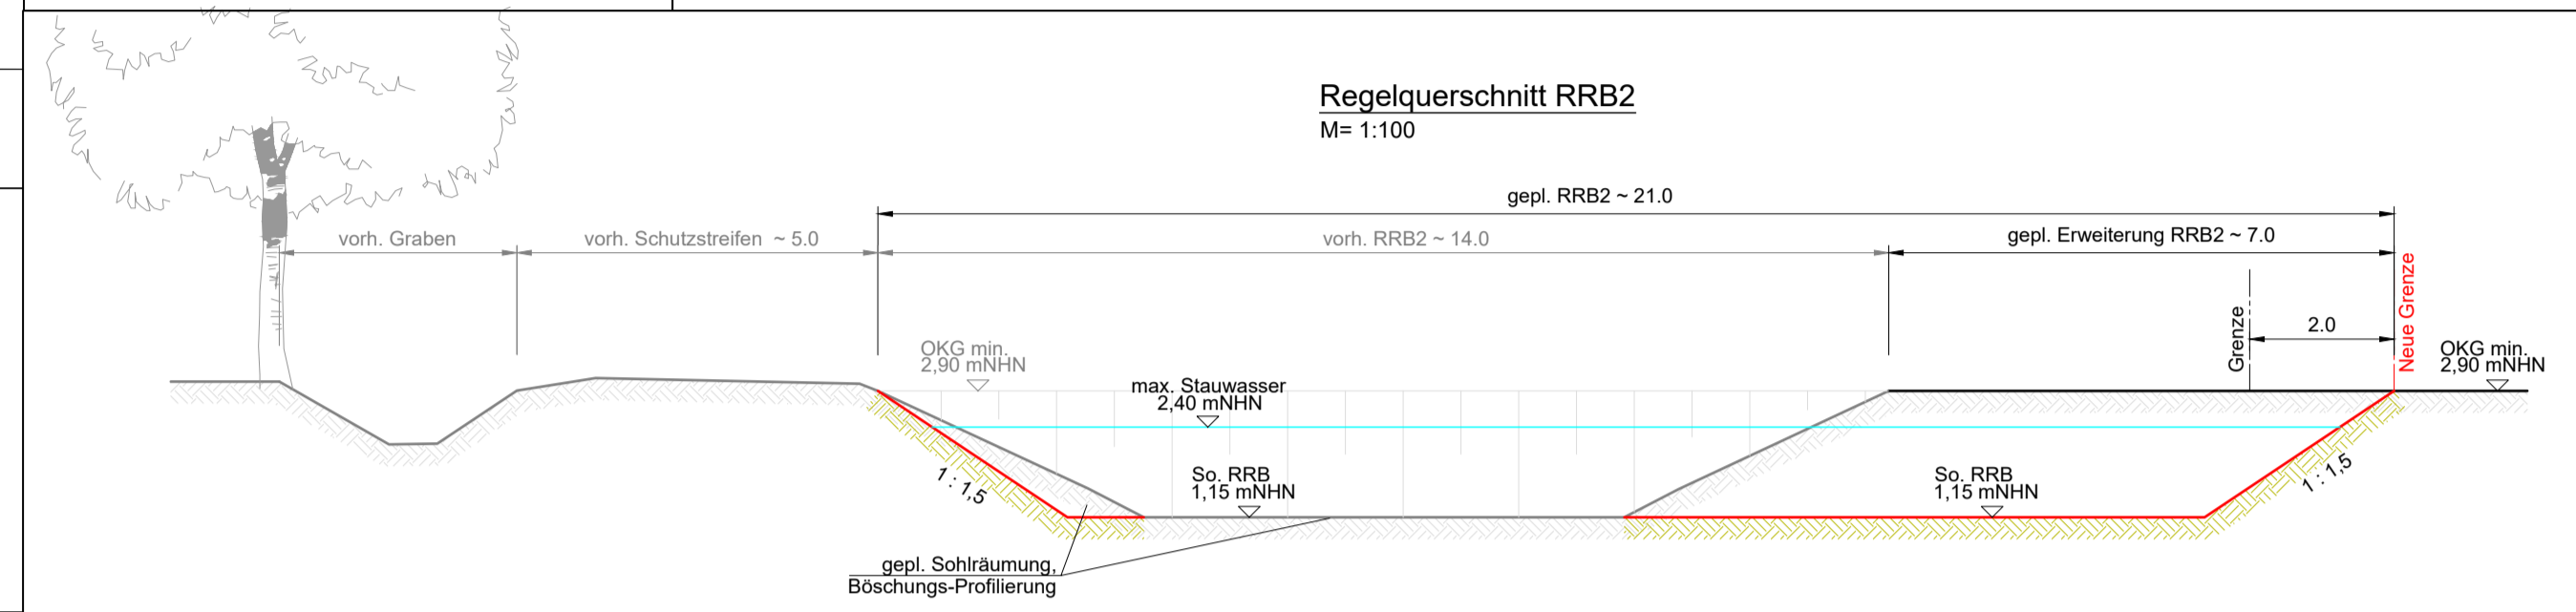 Regelquerschnitt RRB2
M= 1:100
gepl. RRB2 ~ 21.0
vorh. Graben
vorh. Schutzstreifen ~ 5.0
vorh. RRB2 ~ 14.0
gepl. Erweiterung RRB2 ~ 7.0
Grenze
2.0
Neue Grenze
OKG min.
2,90 mNHN
max. Stauwasser
2,40 mNHN
OKG min.
2,90 mNHN
1 : 1,5
So. RRB
1,15 mNHN
So. RRB
1,15 mNHN
1 : 1,5
gepl. Sohlräumung,
Böschungs-Profilierung